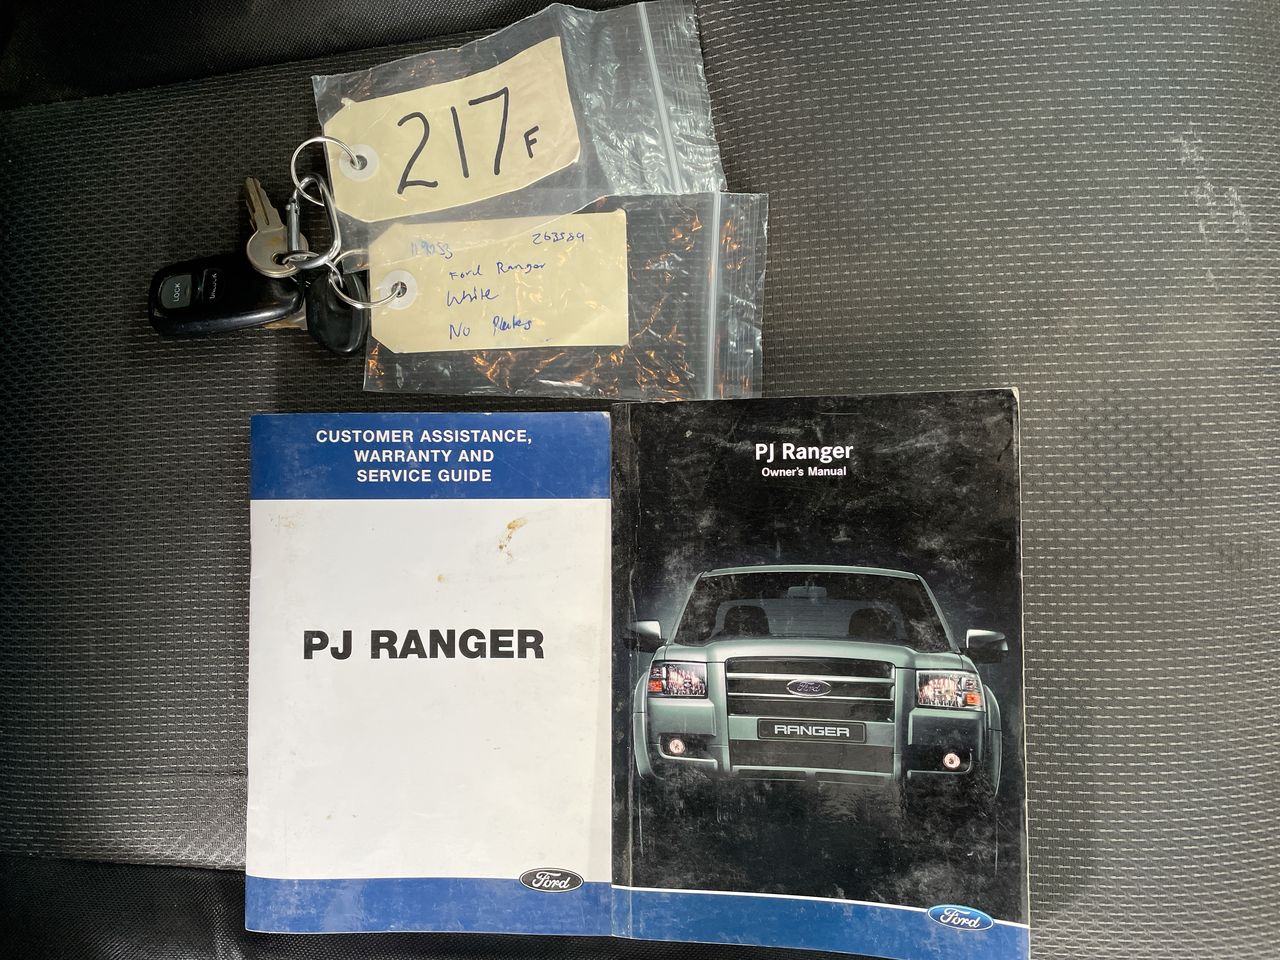 217 F
263589
Ford Ranger
White
No Plates
LOCK
CUSTOMER ASSISTANCE,
WARRANTY AND
SERVICE GUIDE
PJ RANGER
Ford
PJ Ranger
Owner's Manual
Ford
RANGER
Ford